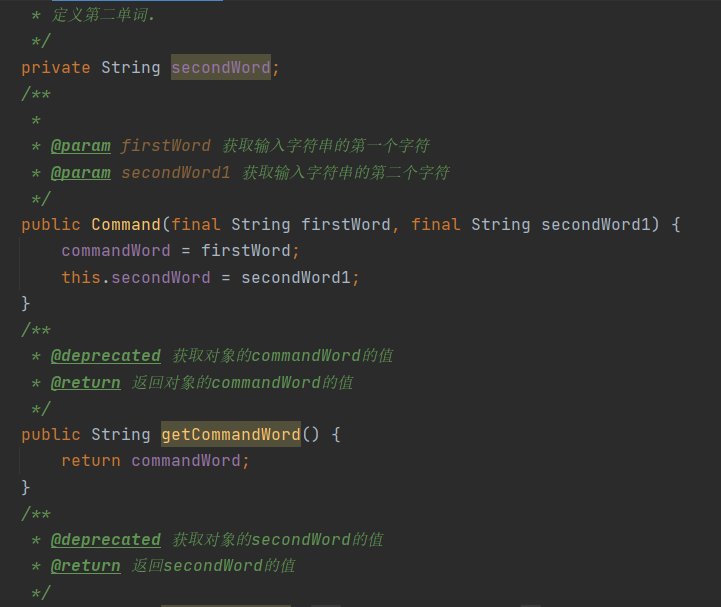 * 定义第二单词.
*/
private String secondWord;
/**
*
* @param firstWord 获取输入字符串的第一个字符
* @param secondWord1 获取输入字符串的第二个字符
*/
public Command(final String firstWord, final String secondWord1) {
commandWord = firstWord;
this.secondWord = secondWord1;
}
/**
* @deprecated 获取对象的commandWord的值
* @return 返回对象的commandWord的值
*/
public String getCommandWord() {
return commandWord;
}
/**
* @deprecated 获取对象的secondWord的值
* @return 返回secondWord的值
*/